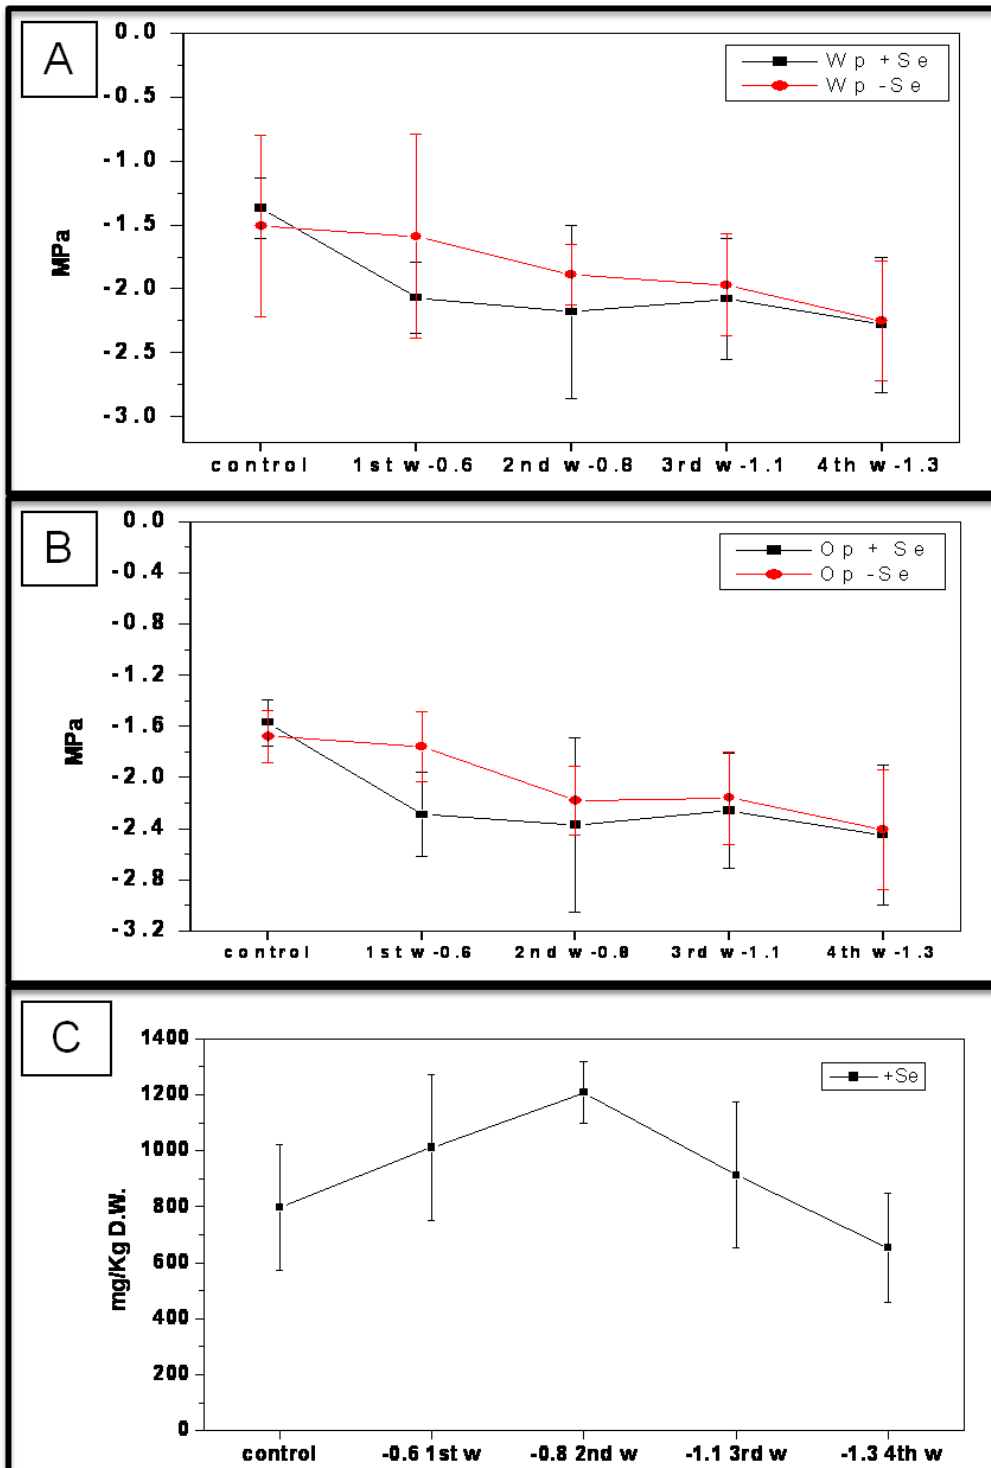 A
0.0
-0.5
-1.0
-1.5
-2.0
-2.5
-3.0
MPa
Wp +Se
Wp -Se
control 1st w-0.6 2nd w-0.8 3rd w-1.1 4th w-1.3
B
0.0
-0.4
-0.8
-1.2
-1.6
-2.0
-2.4
-2.8
-3.2
MPa
Op + Se
Op -Se
control 1st w-0.6 2nd w-0.8 3rd w-1.1 4th w-1.3
C
1400
1200
1000
800
600
400
200
0
mg/Kg D.W.
+Se
control -0.6 1st w -0.8 2nd w -1.1 3rd w -1.3 4th w